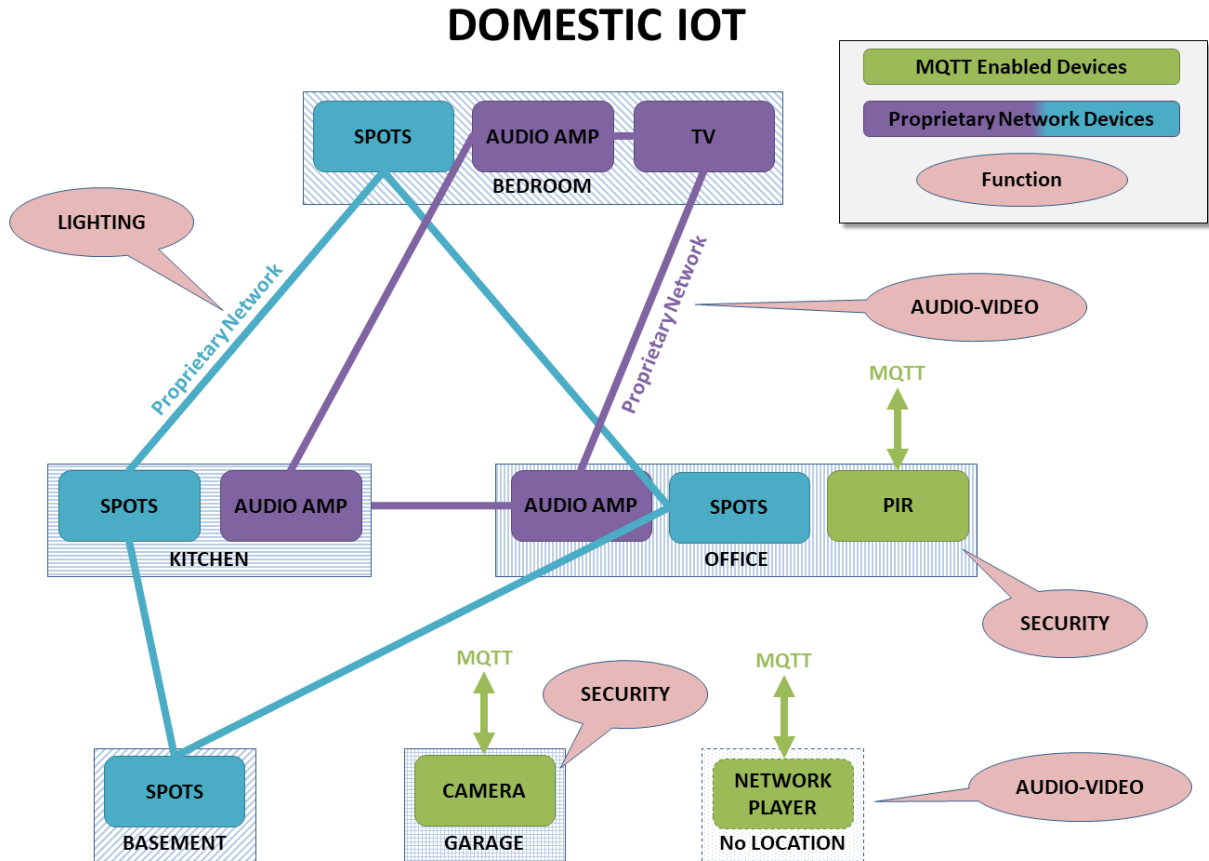 DOMESTIC IOT
MQTT Enabled Devices
Proprietary Network Devices
Function
SPOTS
AUDIO AMP
TV
BEDROOM
LIGHTING
Proprietary Network
Proprietary Network
AUDIO-VIDEO
MQTT
SPOTS
AUDIO AMP
KITCHEN
AUDIO AMP
SPOTS
PIR
OFFICE
SECURITY
MQTT
SECURITY
MQTT
SPOTS
BASEMENT
CAMERA
GARAGE
NETWORK
PLAYER
No LOCATION
AUDIO-VIDEO